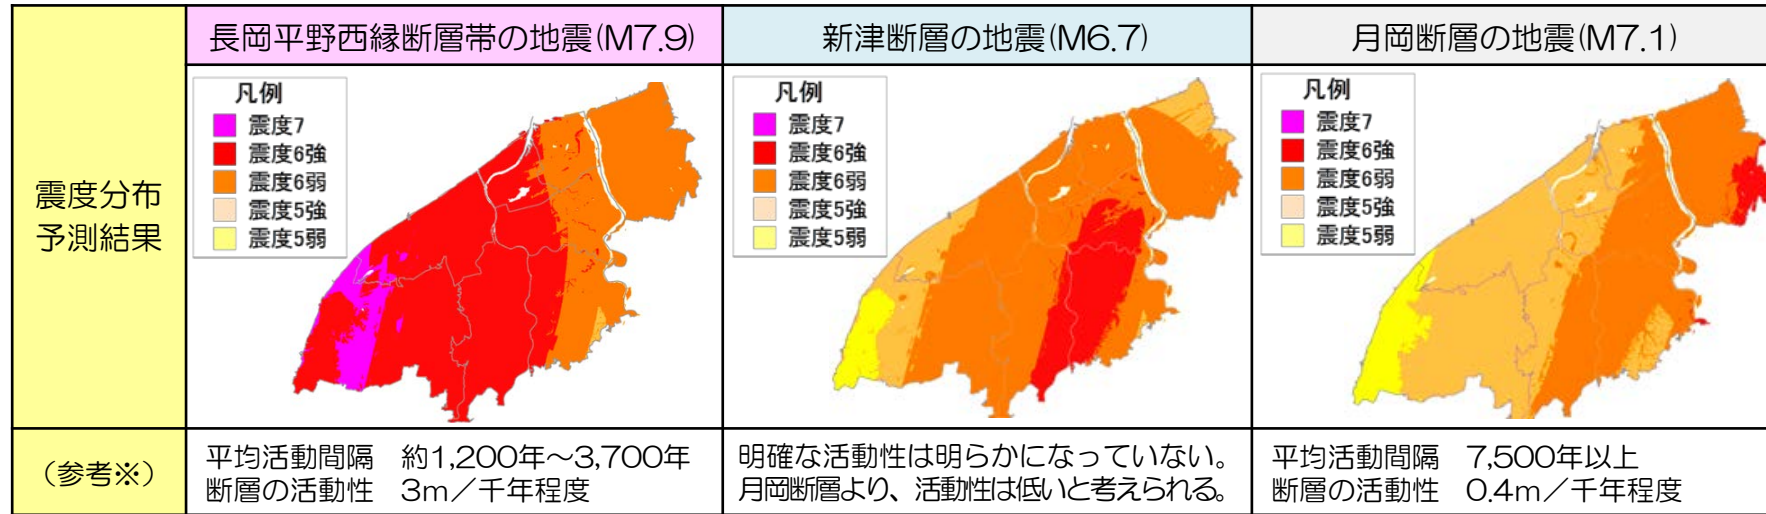 長岡平野西縁断層帯の地震(M7.9)
新津断層の地震(M6.7)
月岡断層の地震(M7.1)
震度分布
予測結果
凡例
震度7
震度6強
震度6弱
震度5強
震度5弱
凡例
震度7
震度6強
震度6弱
震度5強
震度5弱
凡例
震度7
震度6強
震度6弱
震度5強
震度5弱
(参考※)
平均活動間隔 約1,200年~3,700年
断層の活動性 3m/千年程度
明確な活動性は明らかになっていない。
月岡断層より、活動性は低いと考えられる。
平均活動間隔 7,500年以上
断層の活動性 0.4m/千年程度